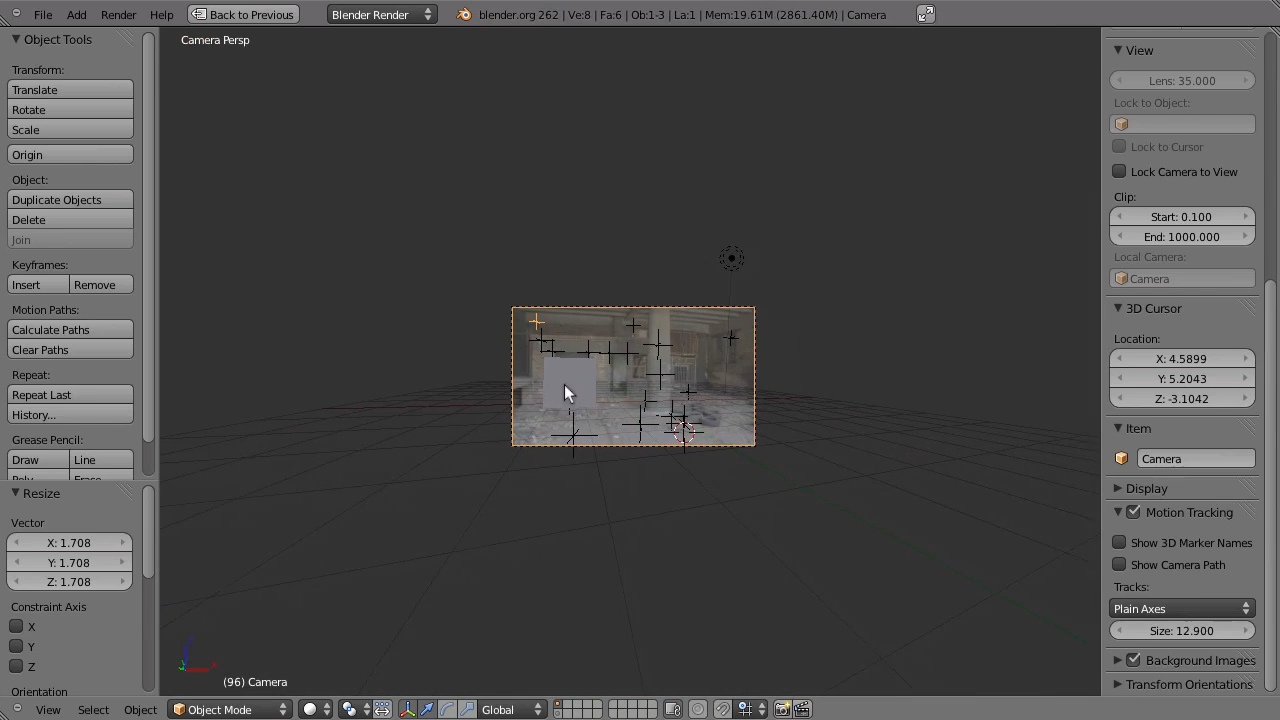 File Add Render Help Back to Previous Blender Render blender.org 262 | Ve:8 | Fa:6 | Ob:1-3 | La:1 | Mem:19.61M (2861.40M) | Camera
Object Tools
Transform:
Translate
Rotate
Scale
Origin
Object:
Duplicate Objects
Delete
Join
Keyframes:
Insert Remove
Motion Paths:
Calculate Paths
Clear Paths
Repeat:
Repeat Last
History...
Grease Pencil:
Draw Line
Poly Erase
Resize
Vector
X: 1.708
Y: 1.708
Z: 1.708
Constraint Axis
X
Y
Z
Orientation
Camera Persp
(96) Camera
View
Lens: 35.000
Lock to Object:
Lock to Cursor
Lock Camera to View
Clip:
Start: 0.100
End: 1000.000
Local Camera:
Camera
3D Cursor
Location:
X: 4.5899
Y: 5.2043
Z: -3.1042
Item
Camera
Display
Motion Tracking
Show 3D Marker Names
Show Camera Path
Tracks:
Plain Axes
Size: 12.900
Background Images
Transform Orientations
View Select Object Object Mode Global